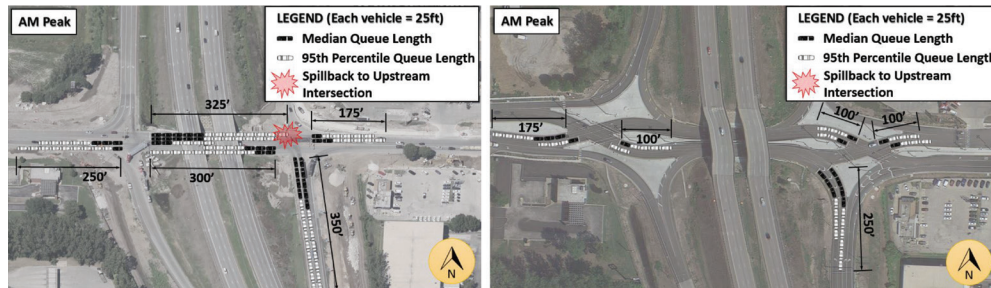 AM Peak
LEGEND (Each vehicle = 25ft)
Median Queue Length
95th Percentile Queue Length
Spillback to Upstream
Intersection
325’
175’
250’
300’
350’
N
AM Peak
LEGEND (Each vehicle = 25ft)
Median Queue Length
95th Percentile Queue Length
Spillback to Upstream
Intersection
175’
100’
100’
100’
250’
N